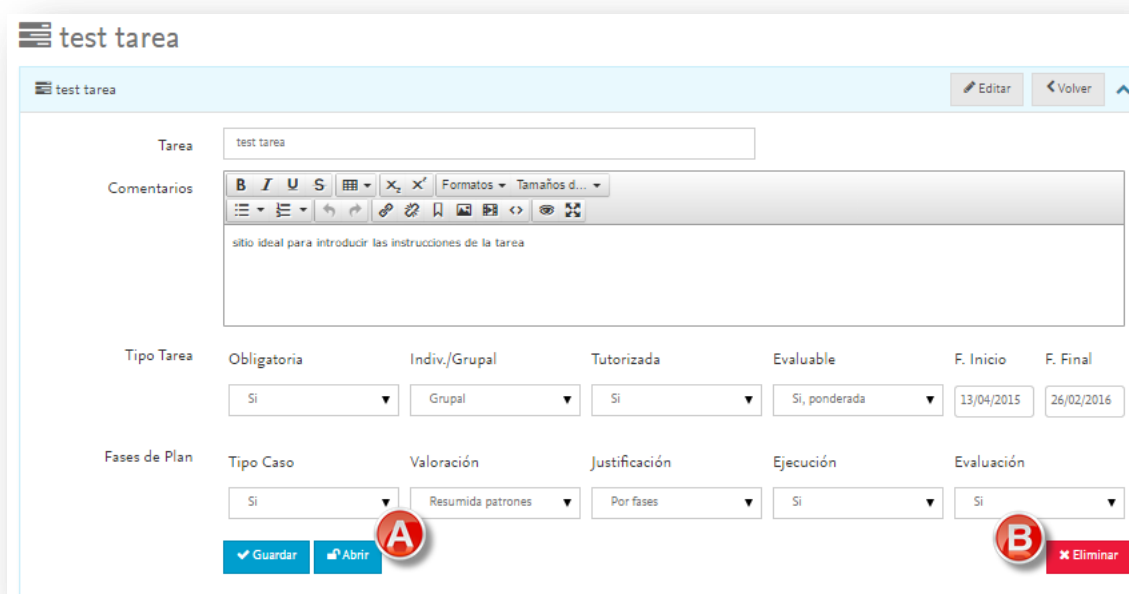 test tarea
test tarea Editar Volver
Tarea test tarea
Comentarios B I U S X₂ X² Formatos Tamaños d...
sitio ideal para introducir las instrucciones de la tarea
Tipo Tarea Obligatoria Indiv./Grupal Tutorizada Evaluable F. Inicio F. Final
Si Grupal Si Si, ponderada 13/04/2015 26/02/2016
Fases de Plan Tipo Caso Valoración Justificación Ejecución Evaluación
Si Resumida patrones Por fases Si Si
A B
Guardar Abrir Eliminar